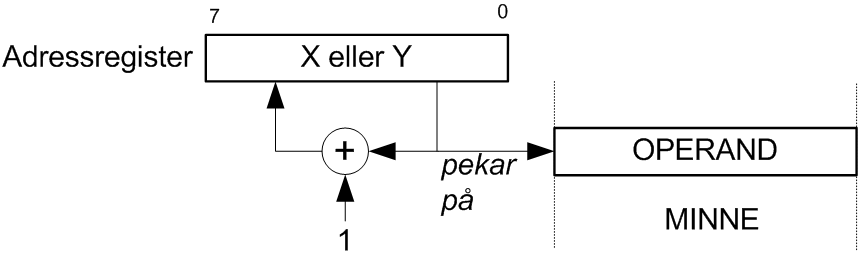 7
0
Adressregister
X eller Y
+
pekar
på
OPERAND
MINNE
1